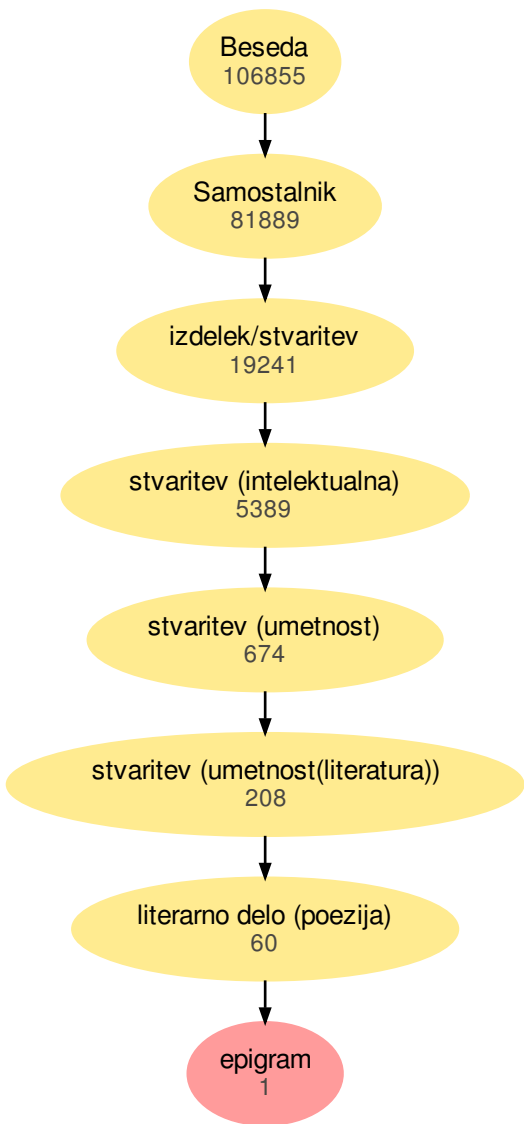 Beseda
106855
Samostalnik
81889
izdelek/stvaritev
19241
stvaritev (intelektualna)
5389
stvaritev (umetnost)
674
stvaritev (umetnost(literatura))
208
literarno delo (poezija)
60
epigram
1